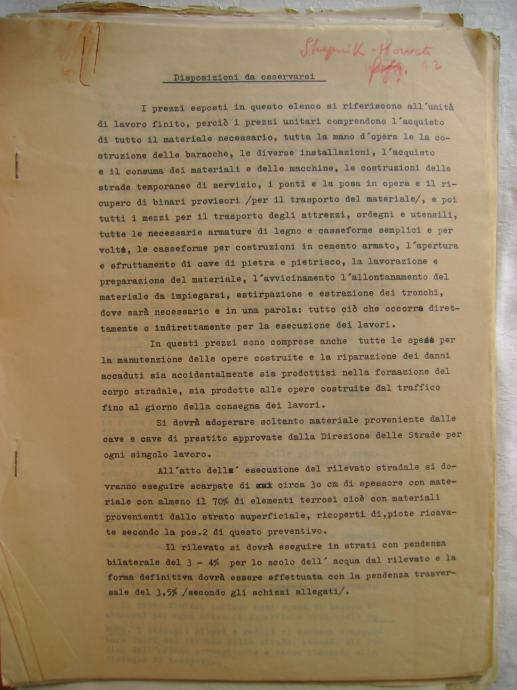 Disposizioni da osservarsi
I prezzi esposti in questo elenco si riferiscono all'unità
di lavoro finito, perciò i prezzi unitari comprendono l'acquisto
di tutto il materiale necessario, tutta la mano d'opera le la co-
struzione delle baracche, le diverse installazioni, l'acquisto
e il consuma dei materiali e delle macchine, le costruzioni delle
strade temporanee di servizio, i ponti e la posa in opera e il ri-
cupero di binari provisori /per il trasporto del materiale/, e poi
tutti i mezzi per il trasporto degli attrezzi, ordegni e utensili,
tutte le necessarie armature di legno e casseforme semplici e per
volte, le casseforme per costruzioni in cemento armato, l'apertura
e sfruttamento di cave di pietra e pietrisco, la lavorazione e
preparazione del materiale, l'avvicinamento l'allontanamento del
materiale da impiegarsi, estirpazione e estrazione dei tronchi,
dove sarà necessario e in una parola: tutto ciò che occorre diret-
tamente o indirettamente per la esecuzione dei lavori.
In questi prezzi sono comprese anche tutte le spese per
la manutenzione delle opere costruite e la riparazione dei danni
accaduti sia accidentalmente sia prodottisi nella formazione del
corpo stradale, sia prodotte alle opere costruite dal traffico
fino al giorno della consegna dei lavori.
Si dovrà adoperare soltanto materiale proveniente dalle
cave e cave di prestito approvate dalla Direzione delle Strade per
ogni singolo lavoro.
All'atto dell' esecuzione del rilevato stradale si do-
vranno eseguire scarpate di circa 30 cm di spessore con mate-
riale con almeno il 70% di elementi terrosi cioè con materiali
provenienti dallo strato superficiale, ricoperti di,piote ricava-
te secondo la pos.2 di questo preventivo.
Il rilevato si dovrà eseguire in strati con pendenza
bilaterale del 3 - 4% per lo scolo dell' acqua dal rilevato e la
forma definitiva dovrà essere effettuata con la pendenza trasver-
sale del 3,5% /secondo gli schizzi allegati/.